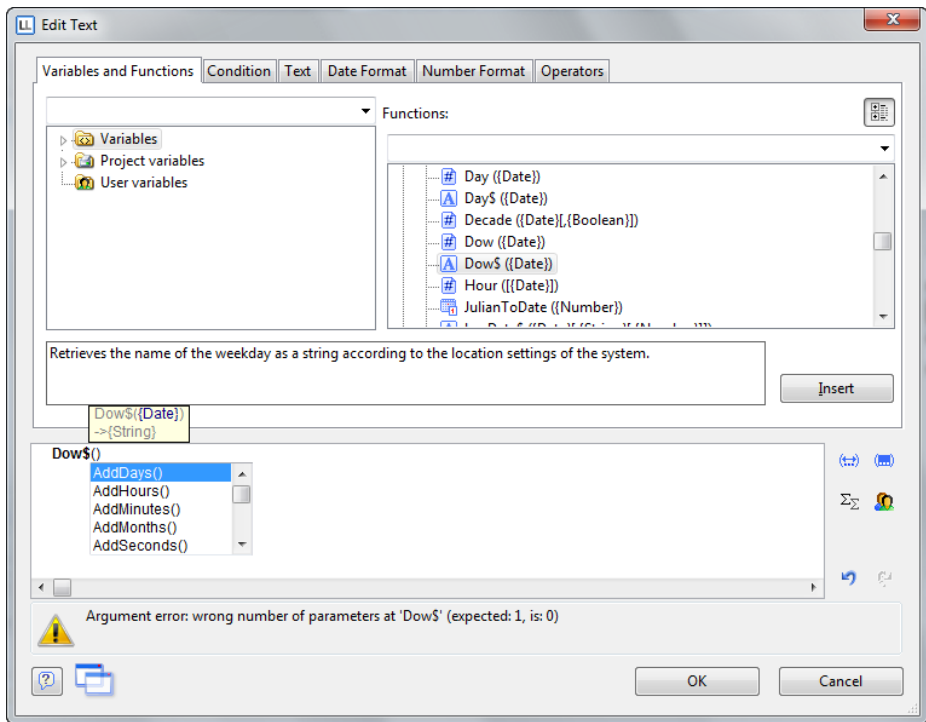 LL Edit Text
Variables and Functions Condition Text Date Format Number Format Operators
Functions:
Variables
Project variables
User variables
# Day ({Date})
A Day$ ({Date})
# Decade ({Date}[,{Boolean}])
# Dow ({Date})
A Dow$ ({Date})
# Hour ([{Date}])
JulianToDate ({Number})
Retrieves the name of the weekday as a string according to the location settings of the system.
Insert
Dow$({Date})
->{String}
Dow$()
AddDays()
AddHours()
AddMinutes()
AddMonths()
AddSeconds()
Argument error: wrong number of parameters at 'Dow$' (expected: 1, is: 0)
OK
Cancel